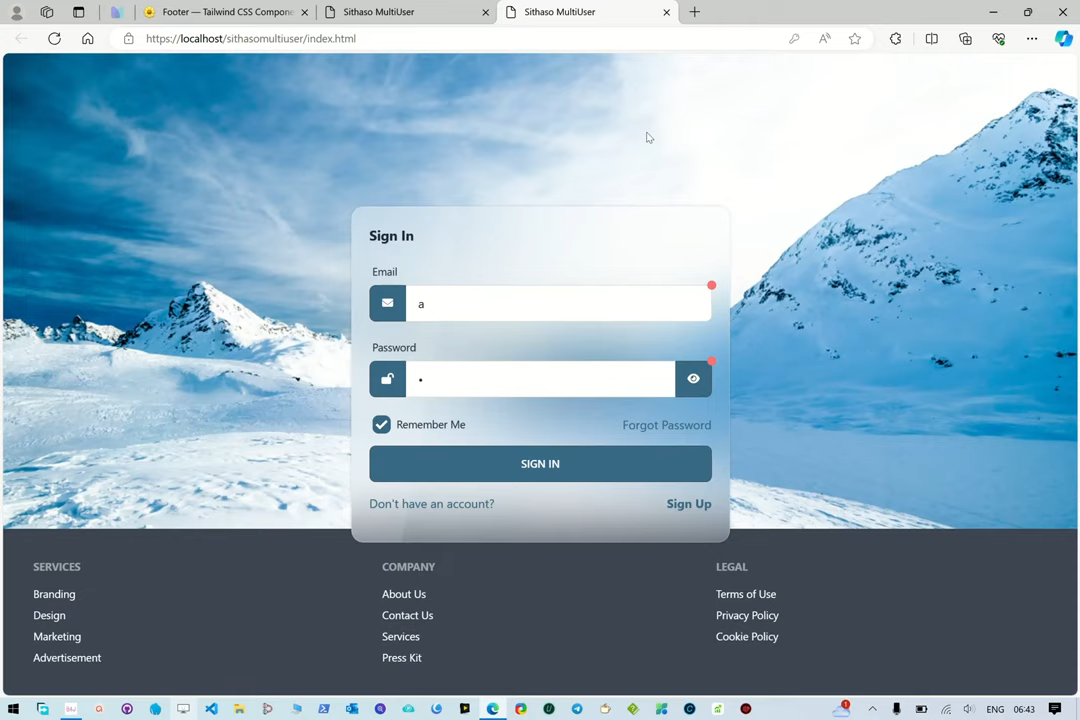 Footer — Tailwind CSS Compone
Sithaso MultiUser
Sithaso MultiUser
https://localhost/sithasomultiuser/index.html
Sign In
Email
a
Password
•
Remember Me
Forgot Password
SIGN IN
Don't have an account?
Sign Up
SERVICES
Branding
Design
Marketing
Advertisement
COMPANY
About Us
Contact Us
Services
Press Kit
LEGAL
Terms of Use
Privacy Policy
Cookie Policy
ENG
06:43